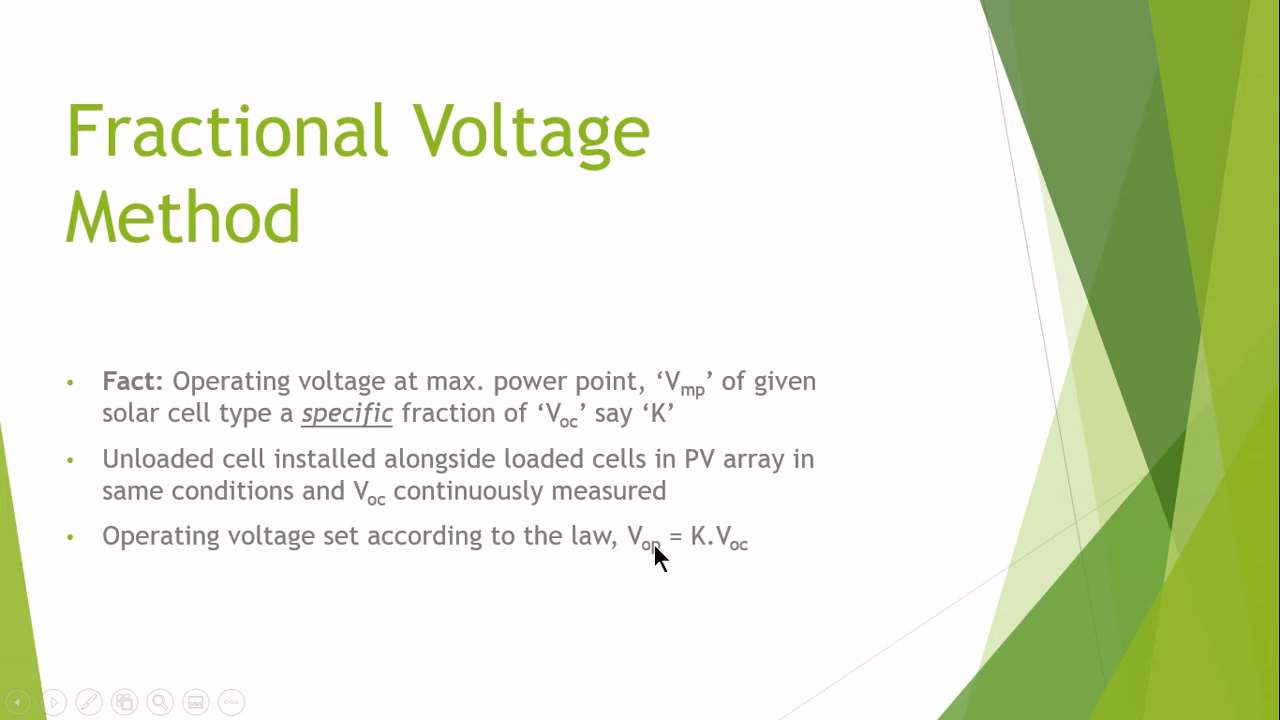 Fractional Voltage
Method
• Fact: Operating voltage at max. power point, ‘Vmp’ of given
solar cell type a specific fraction of ‘Voc’ say ‘K’
• Unloaded cell installed alongside loaded cells in PV array in
same conditions and Voc continuously measured
• Operating voltage set according to the law, Vop = K.Voc